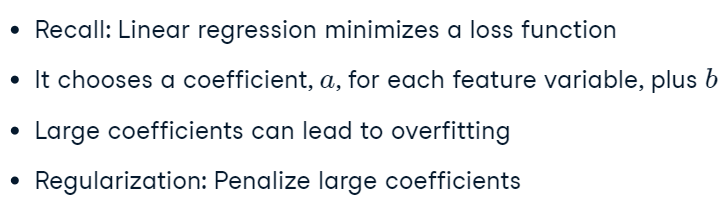 • Recall: Linear regression minimizes a loss function
• It chooses a coefficient, a, for each feature variable, plus b
• Large coefficients can lead to overfitting
• Regularization: Penalize large coefficients